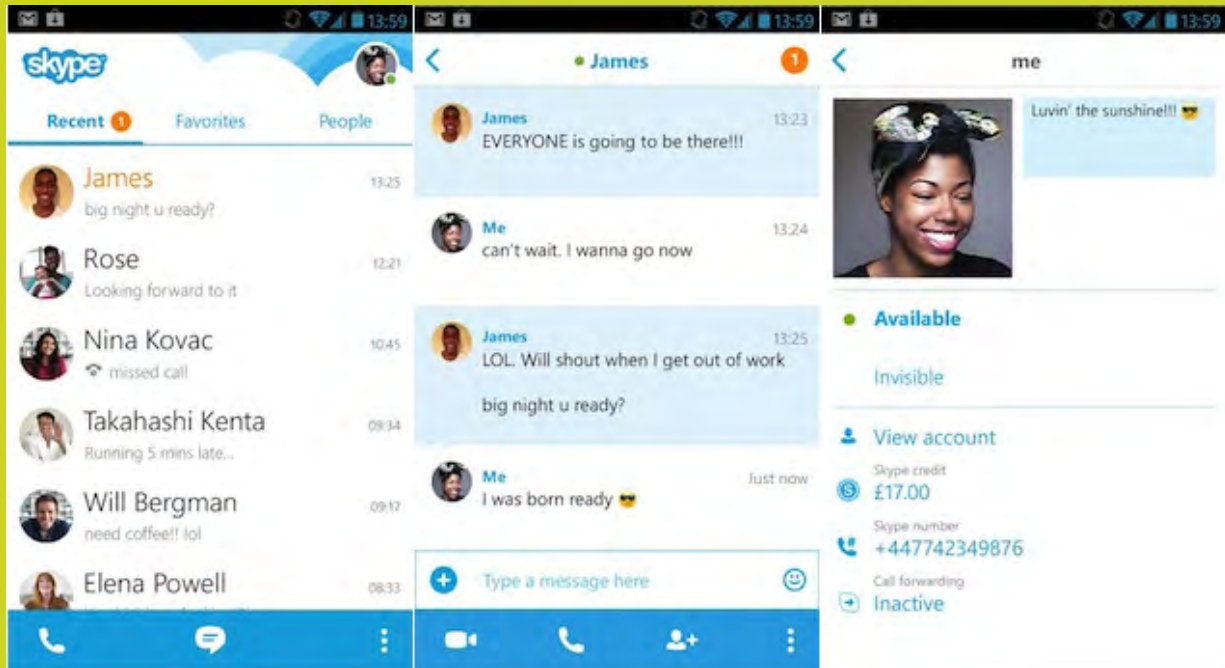 13:59
skype
Recent 1
Favorites
People
James
13:25
big night u ready?
Rose
12:21
Looking forward to it
Nina Kovac
10:45
missed call
Takahashi Kenta
09:34
Running 5 mins late...
Will Bergman
09:17
need coffee!! lol
Elena Powell
08:33
13:59
James
1
James
13:23
EVERYONE is going to be there!!!
Me
13:24
can't wait. I wanna go now
James
13:25
LOL. Will shout when I get out of work
big night u ready?
Me
Just now
I was born ready 😎
Type a message here
13:59
me
Luvin' the sunshine!!! 😎
Available
Invisible
View account
Skype credit
£17.00
Skype number
+447742349876
Call forwarding
Inactive